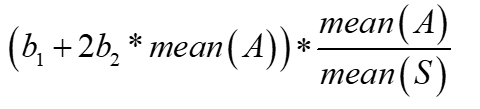 (b₁ + 2b₂ * mean(A)) * mean(A) / mean(S)